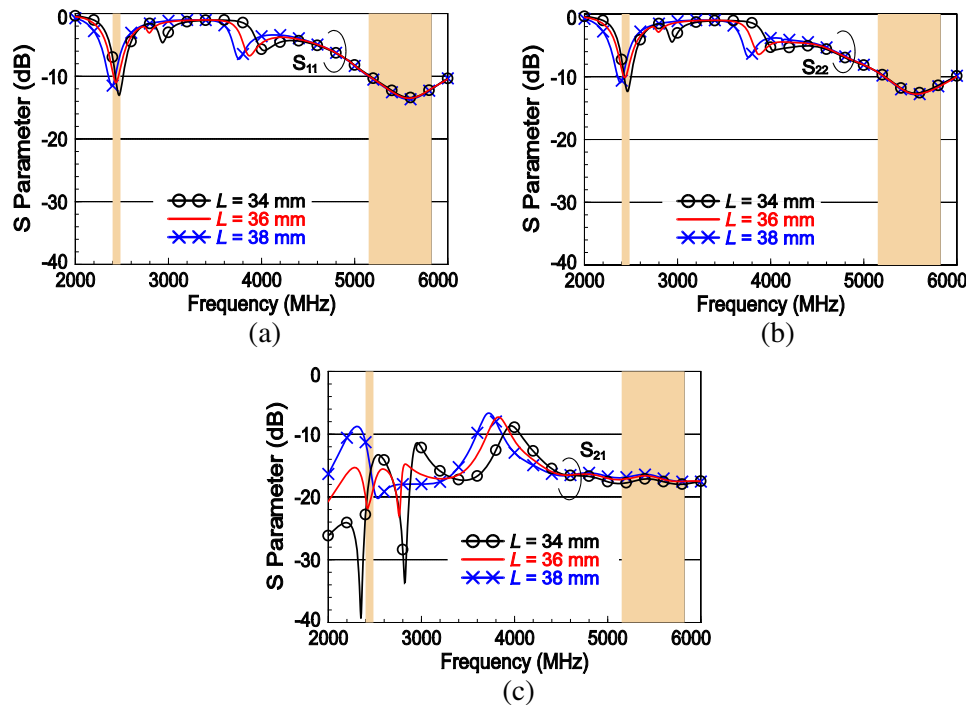 0
-10
-20
-30
-40
S Parameter (dB)
S11
L = 34 mm
L = 36 mm
L = 38 mm
2000 3000 4000 5000 6000
Frequency (MHz)
(a)
0
-10
-20
-30
-40
S Parameter (dB)
S22
L = 34 mm
L = 36 mm
L = 38 mm
2000 3000 4000 5000 6000
Frequency (MHz)
(b)
0
-10
-20
-30
-40
S Parameter (dB)
S21
L = 34 mm
L = 36 mm
L = 38 mm
2000 3000 4000 5000 6000
Frequency (MHz)
(c)